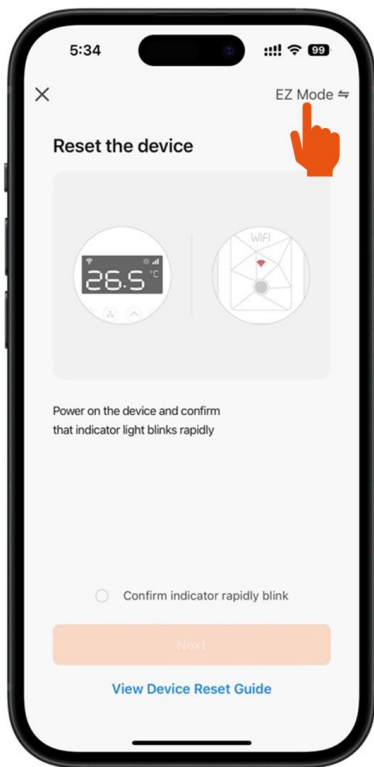 5:34
99
EZ Mode ⇋
Reset the device
26.5 °C
WIFI
Power on the device and confirm
that indicator light blinks rapidly
Confirm indicator rapidly blink
Next
View Device Reset Guide